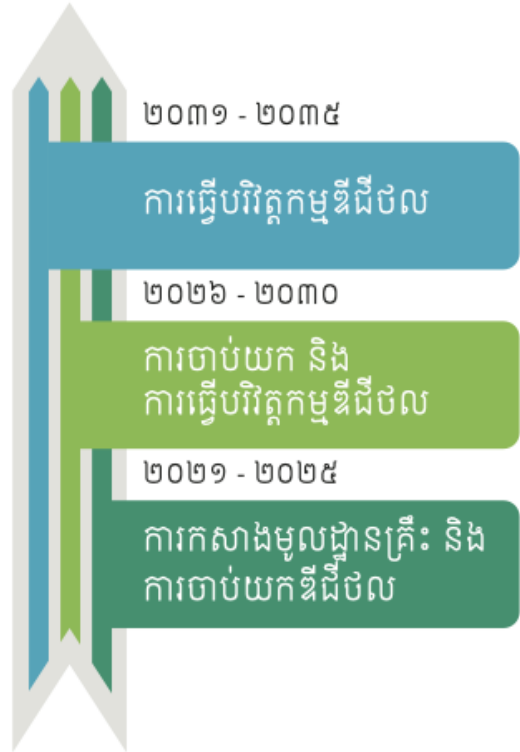 ២០៣១ - ២០៣៥
ការធ្វើបរិវត្តកម្មឌីជីថល
២០២៦ - ២០៣០
ការចាប់យក និង
ការធ្វើបរិវត្តកម្មឌីជីថល
២០២១ - ២០២៥
ការកសាងមូលដ្ឋានគ្រឹះ និង
ការចាប់យកឌីជីថល